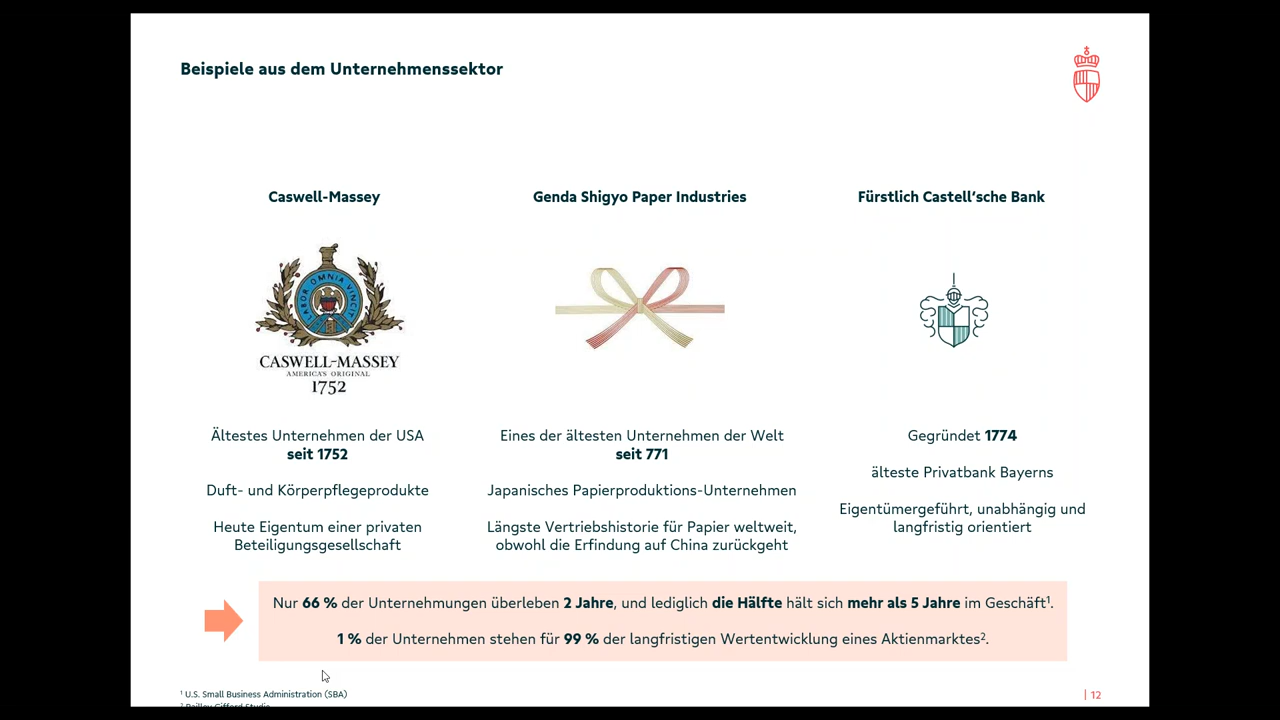 Beispiele aus dem Unternehmenssektor
Caswell-Massey
LABOR OMNIA VINCIT
CASWELL-MASSEY
AMERICA'S ORIGINAL
1752
Ältestes Unternehmen der USA
seit 1752
Duft- und Körperpflegeprodukte
Heute Eigentum einer privaten
Beteiligungsgesellschaft
Genda Shigyo Paper Industries
Eines der ältesten Unternehmen der Welt
seit 771
Japanisches Papierproduktions-Unternehmen
Längste Vertriebshistorie für Papier weltweit,
obwohl die Erfindung auf China zurückgeht
Fürstlich Castell‘sche Bank
Gegründet 1774
älteste Privatbank Bayerns
Eigentümergeführt, unabhängig und
langfristig orientiert
Nur 66 % der Unternehmungen überleben 2 Jahre, und lediglich die Hälfte hält sich mehr als 5 Jahre im Geschäft¹.
1 % der Unternehmen stehen für 99 % der langfristigen Wertentwicklung eines Aktienmarktes².
¹ U.S. Small Business Administration (SBA)
² Bailley Gifford Studie
| 12